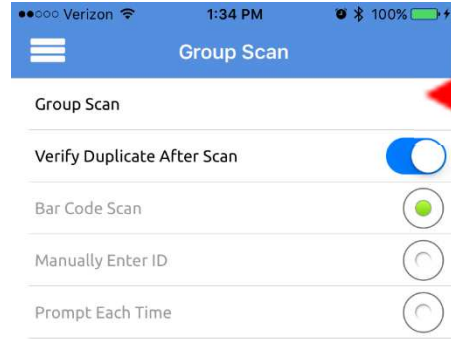 Verizon 1:34 PM 100%
Group Scan
Group Scan
Verify Duplicate After Scan
Bar Code Scan
Manually Enter ID
Prompt Each Time